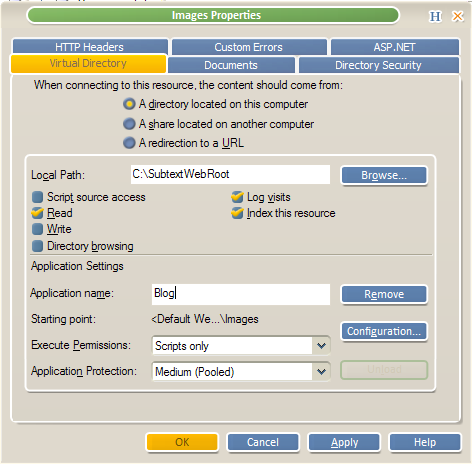 Images Properties
H
HTTP Headers Custom Errors ASP.NET
Virtual Directory Documents Directory Security
When connecting to this resource, the content should come from:
A directory located on this computer
A share located on another computer
A redirection to a URL
Local Path: C:\SubtextWebRoot Browse...
Script source access Log visits
Read Index this resource
Write
Directory browsing
Application Settings
Application name: Blog Remove
Starting point: <Default We...\Images
Configuration...
Execute Permissions: Scripts only
Application Protection: Medium (Pooled) Unload
OK Cancel Apply Help